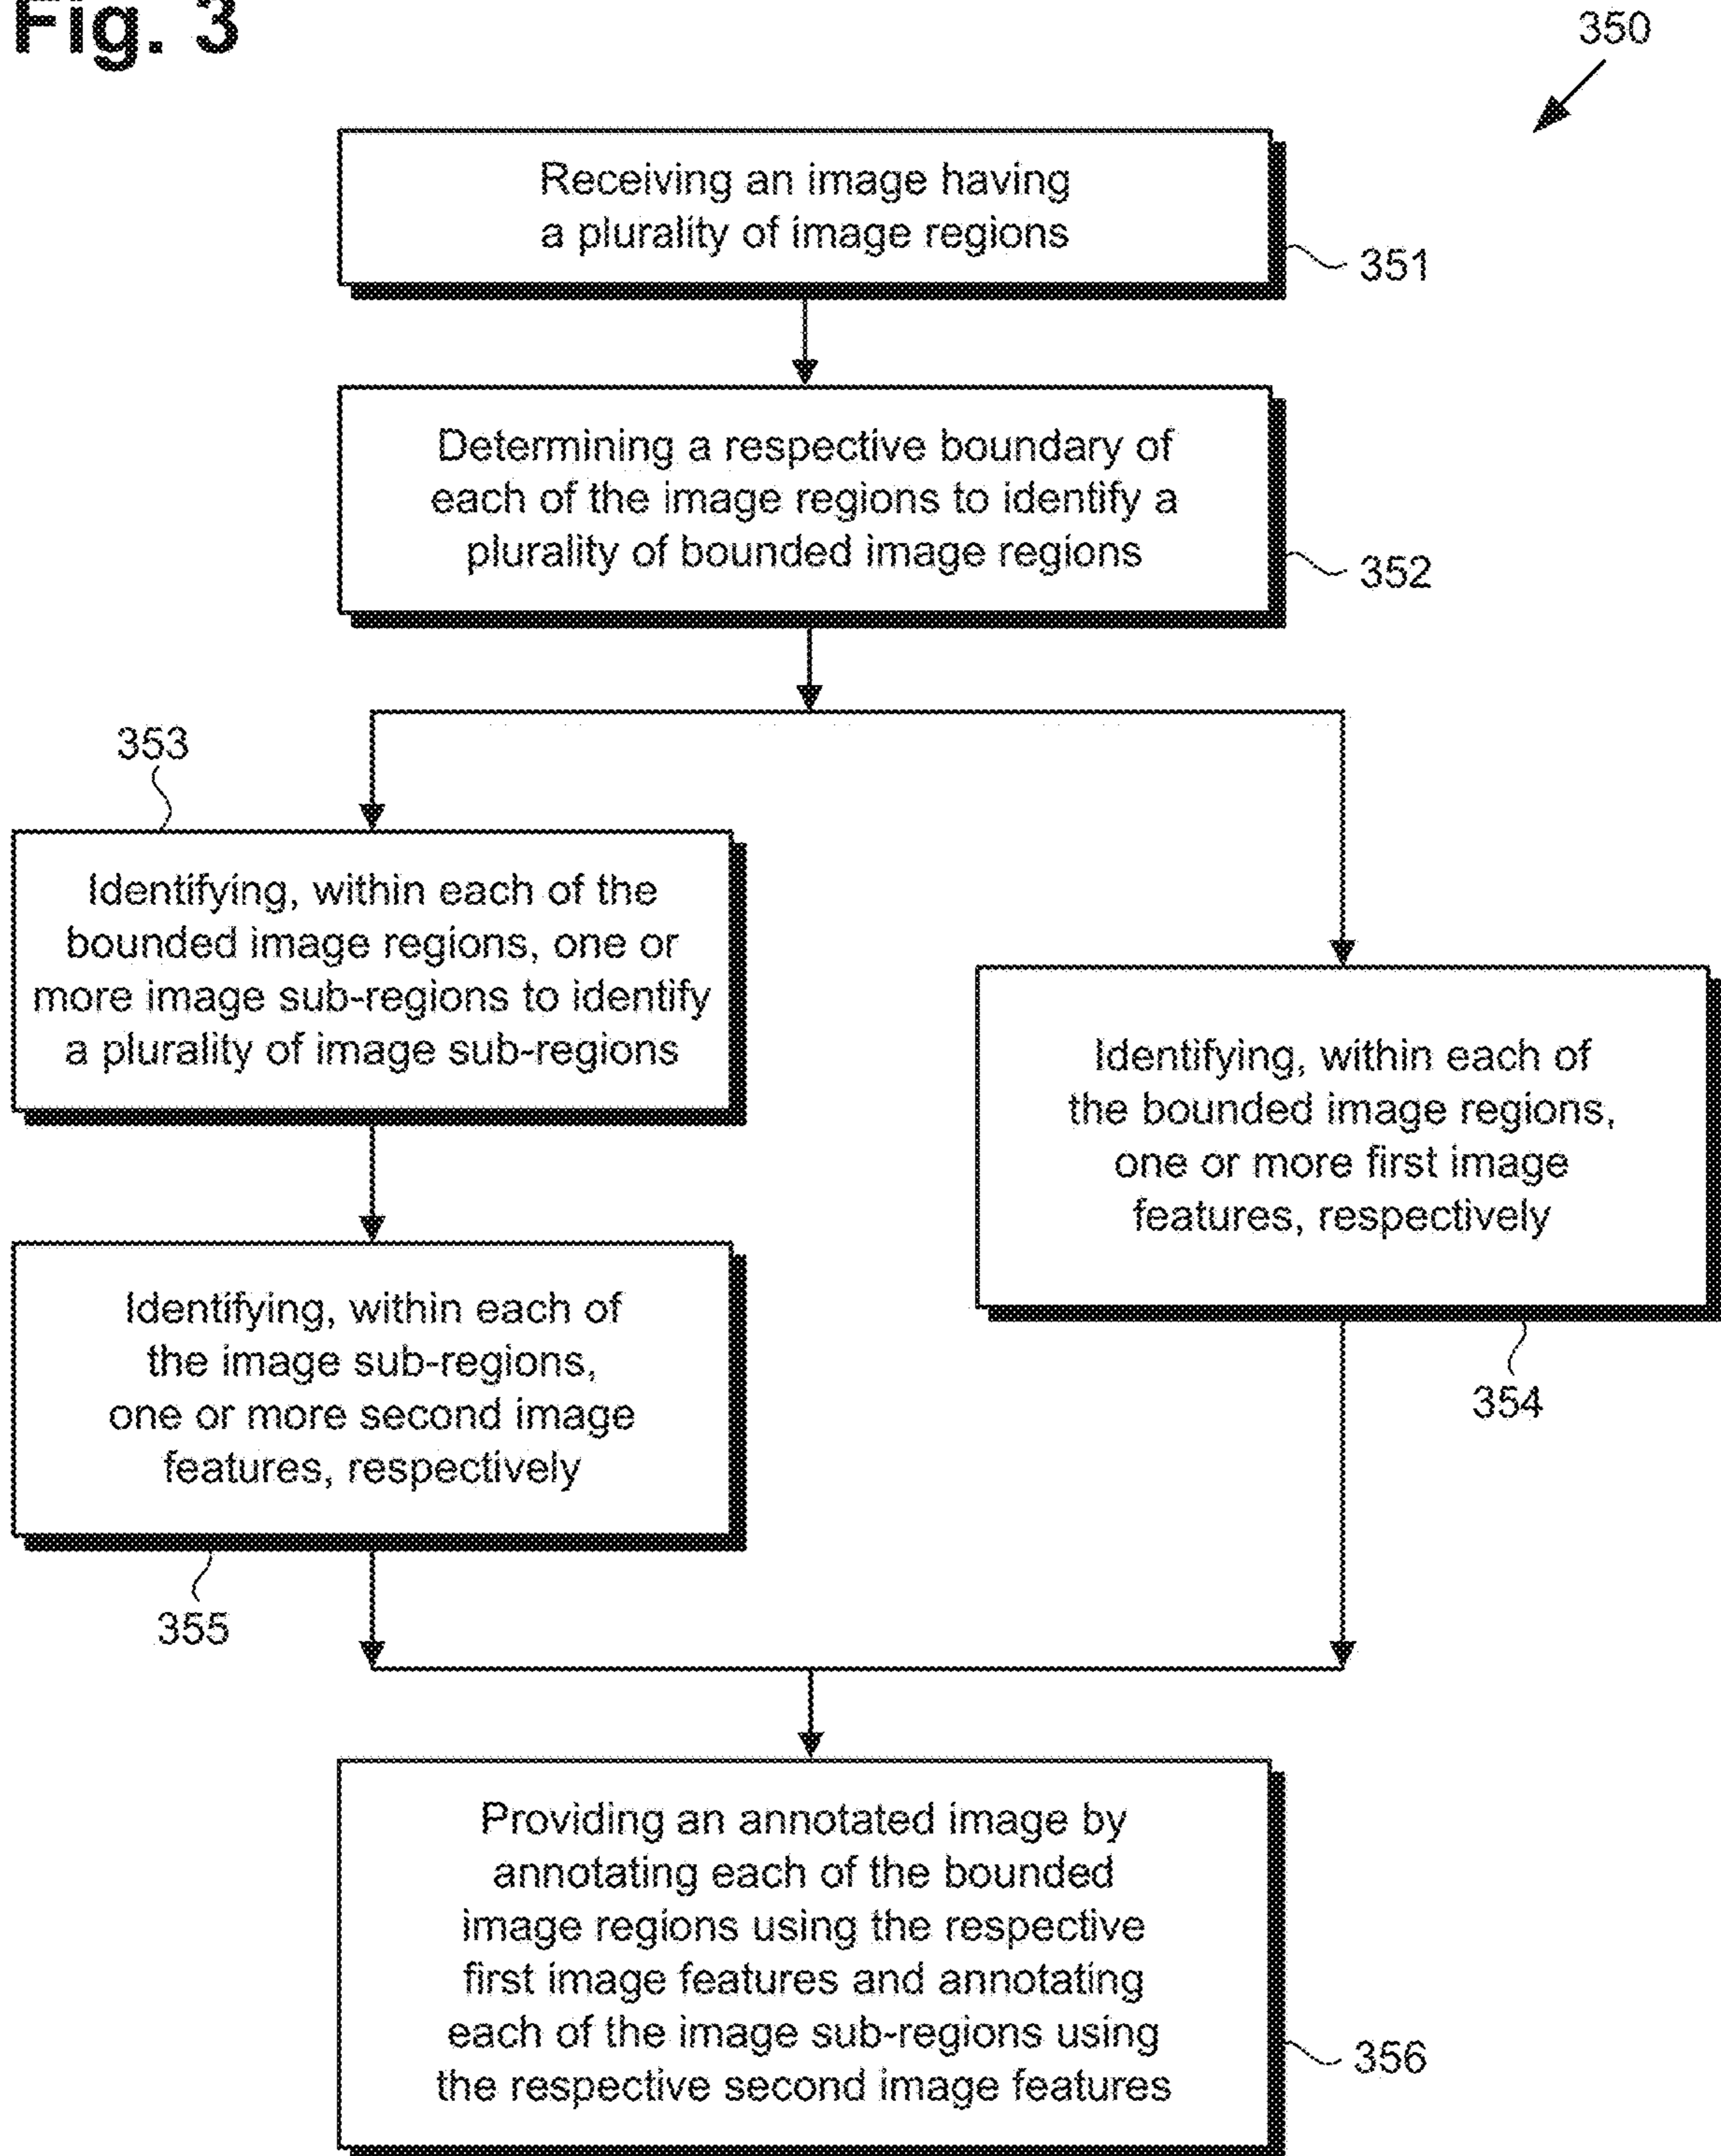 Fig. 3
350
Receiving an image having
a plurality of image regions
351
Determining a respective boundary of
each of the image regions to identify a
plurality of bounded image regions
352
353
Identifying, within each of the
bounded image regions, one or
more image sub-regions to identify
a plurality of image sub-regions
Identifying, within each of
the bounded image regions,
one or more first image
features, respectively
354
Identifying, within each of
the image sub-regions,
one or more second image
features, respectively
355
Providing an annotated image by
annotating each of the bounded
image regions using the respective
first image features and annotating
each of the image sub-regions using
the respective second image features
356